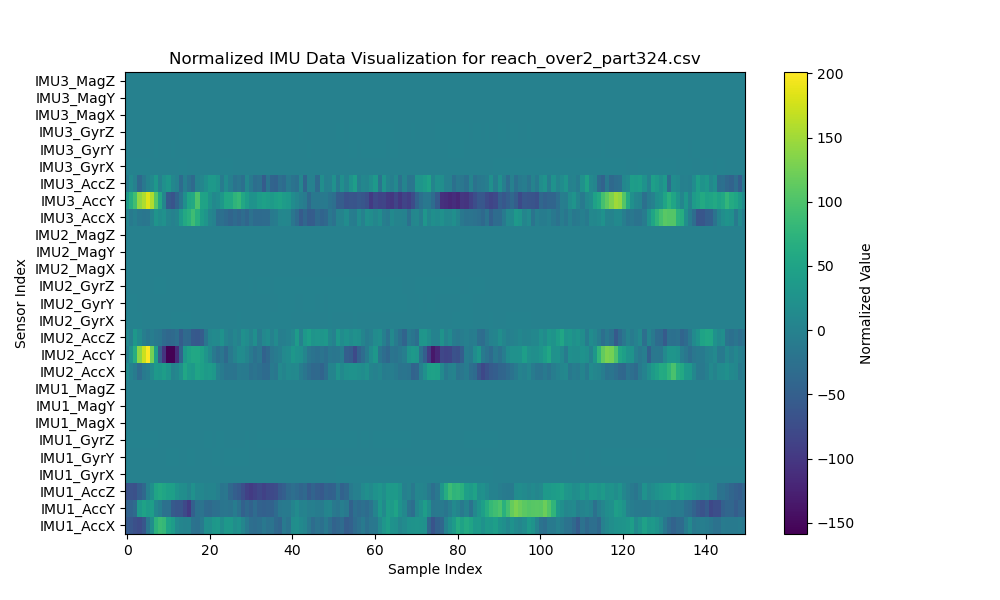 Normalized IMU Data Visualization for reach_over2_part324.csv
IMU3_MagZ
IMU3_MagY
IMU3_MagX
IMU3_GyrZ
IMU3_GyrY
IMU3_GyrX
IMU3_AccZ
IMU3_AccY
IMU3_AccX
IMU2_MagZ
IMU2_MagY
IMU2_MagX
IMU2_GyrZ
IMU2_GyrY
IMU2_GyrX
IMU2_AccZ
IMU2_AccY
IMU2_AccX
IMU1_MagZ
IMU1_MagY
IMU1_MagX
IMU1_GyrZ
IMU1_GyrY
IMU1_GyrX
IMU1_AccZ
IMU1_AccY
IMU1_AccX
Sensor Index
0 20 40 60 80 100 120 140
Sample Index
200
150
100
50
0
−50
−100
−150
Normalized Value